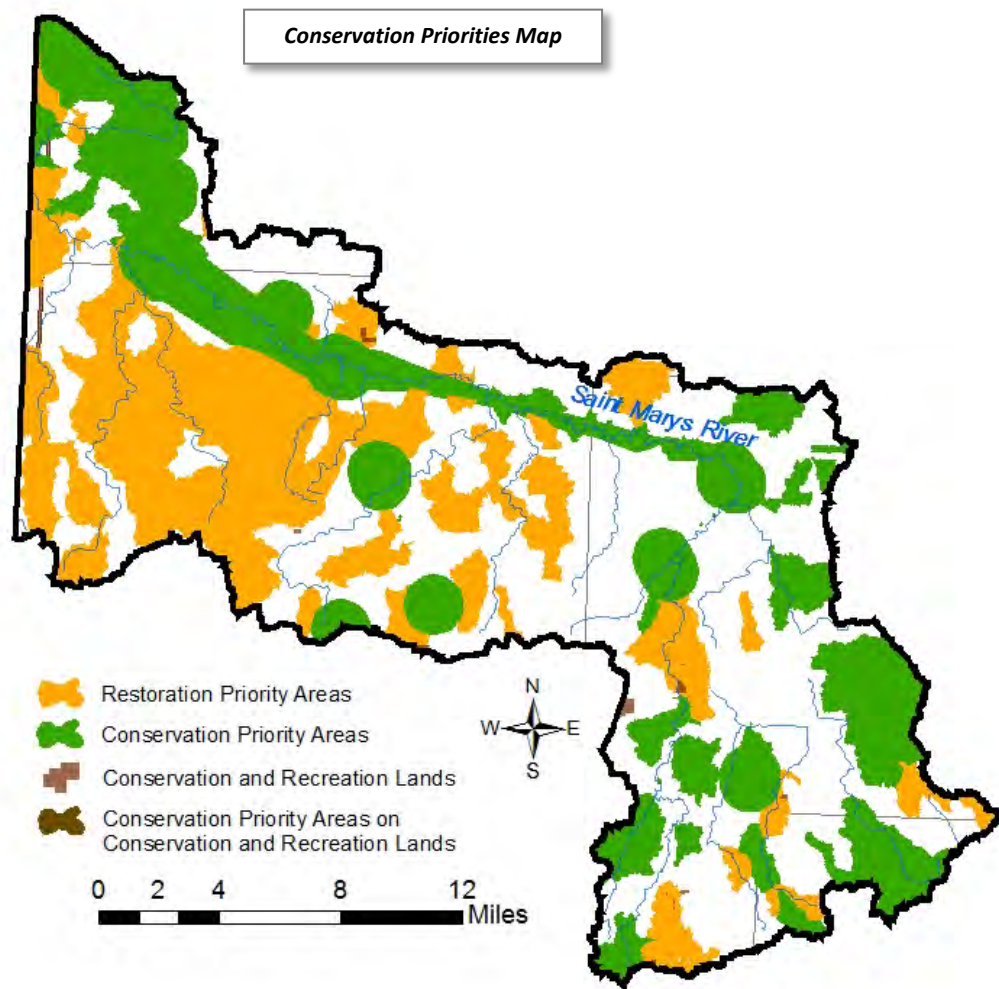 Conservation Priorities Map
Saint Marys River
N
W E
S
Restoration Priority Areas
Conservation Priority Areas
Conservation and Recreation Lands
Conservation Priority Areas on
Conservation and Recreation Lands
0 2 4 8 12
Miles